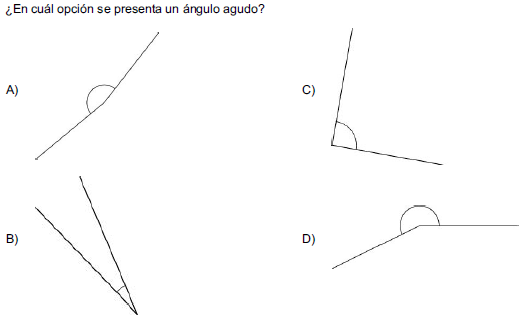 ¿En cuál opción se presenta un ángulo agudo?
A)
C)
B)
D)